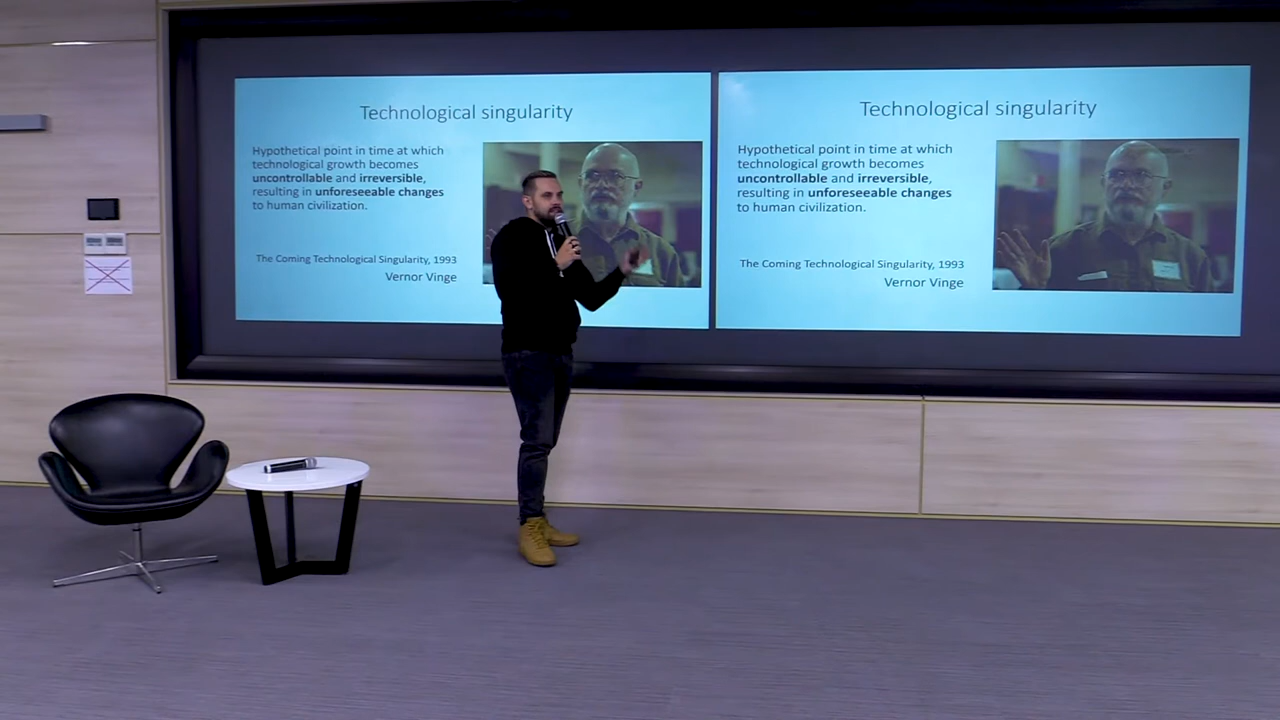 Technological singularity
Hypothetical point in time at which
technological growth becomes
uncontrollable and irreversible,
resulting in unforeseeable changes
to human civilization.
The Coming Technological Singularity, 1993
Vernor Vinge
Technological singularity
Hypothetical point in time at which
technological growth becomes
uncontrollable and irreversible,
resulting in unforeseeable changes
to human civilization.
The Coming Technological Singularity, 1993
Vernor Vinge